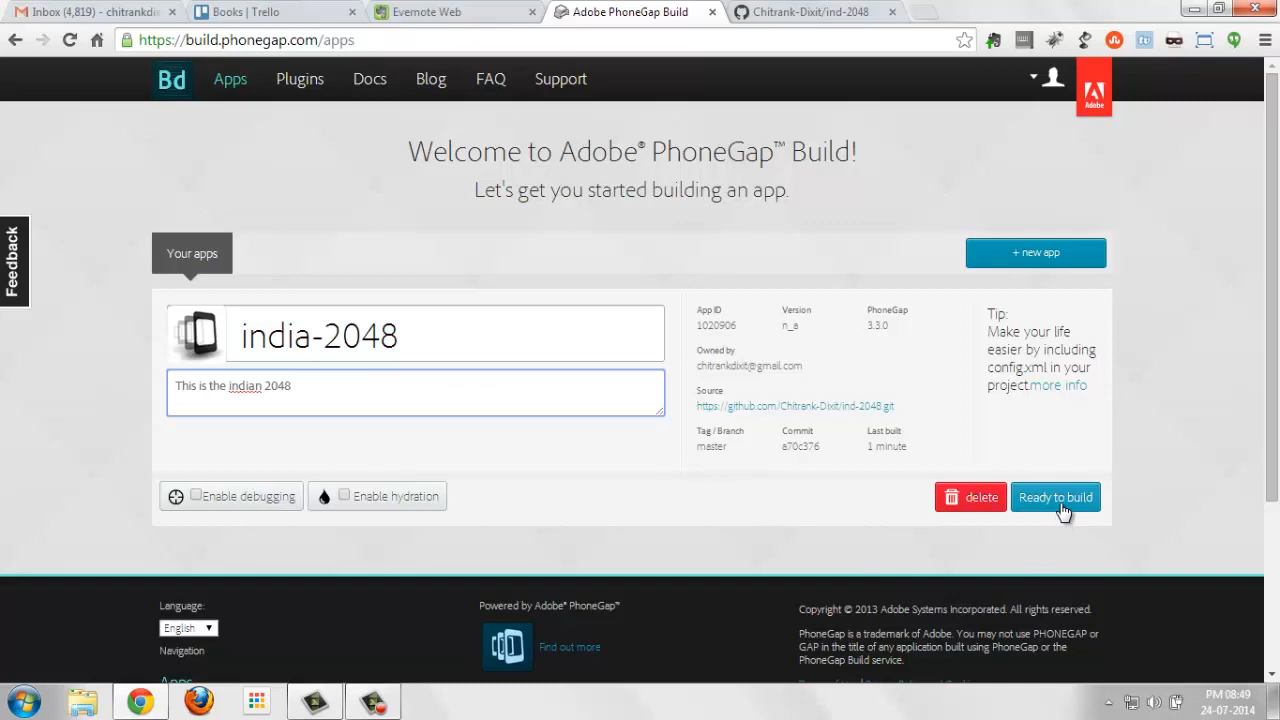 Inbox (4,819) - chitrankdi
Books | Trello
Evernote Web
Adobe PhoneGap Build
Chitrank-Dixit/ind-2048
https://build.phonegap.com/apps
Bd
Apps
Plugins
Docs
Blog
FAQ
Support
Adobe
Welcome to Adobe® PhoneGap™ Build!
Let's get you started building an app.
Feedback
Your apps
+ new app
india-2048
This is the indian 2048
App ID
Version
PhoneGap
1020906
n_a
3.3.0
Owned by
chitrankdixit@gmail.com
Source
https://github.com/Chitrank-Dixit/ind-2048.git
Tag / Branch
Commit
Last built
master
a70c376
1 minute
Tip:
Make your life
easier by including
config.xml in your
project.more info
Enable debugging
Enable hydration
delete
Ready to build
Language:
English
Navigation
Powered by Adobe® PhoneGap™
Find out more
Copyright © 2013 Adobe Systems Incorporated. All rights reserved.
PhoneGap is a trademark of Adobe. You may not use PHONEGAP or
GAP in the title of any application built using PhoneGap or the
PhoneGap Build service.
Apps
PM 08:49
24-07-2014